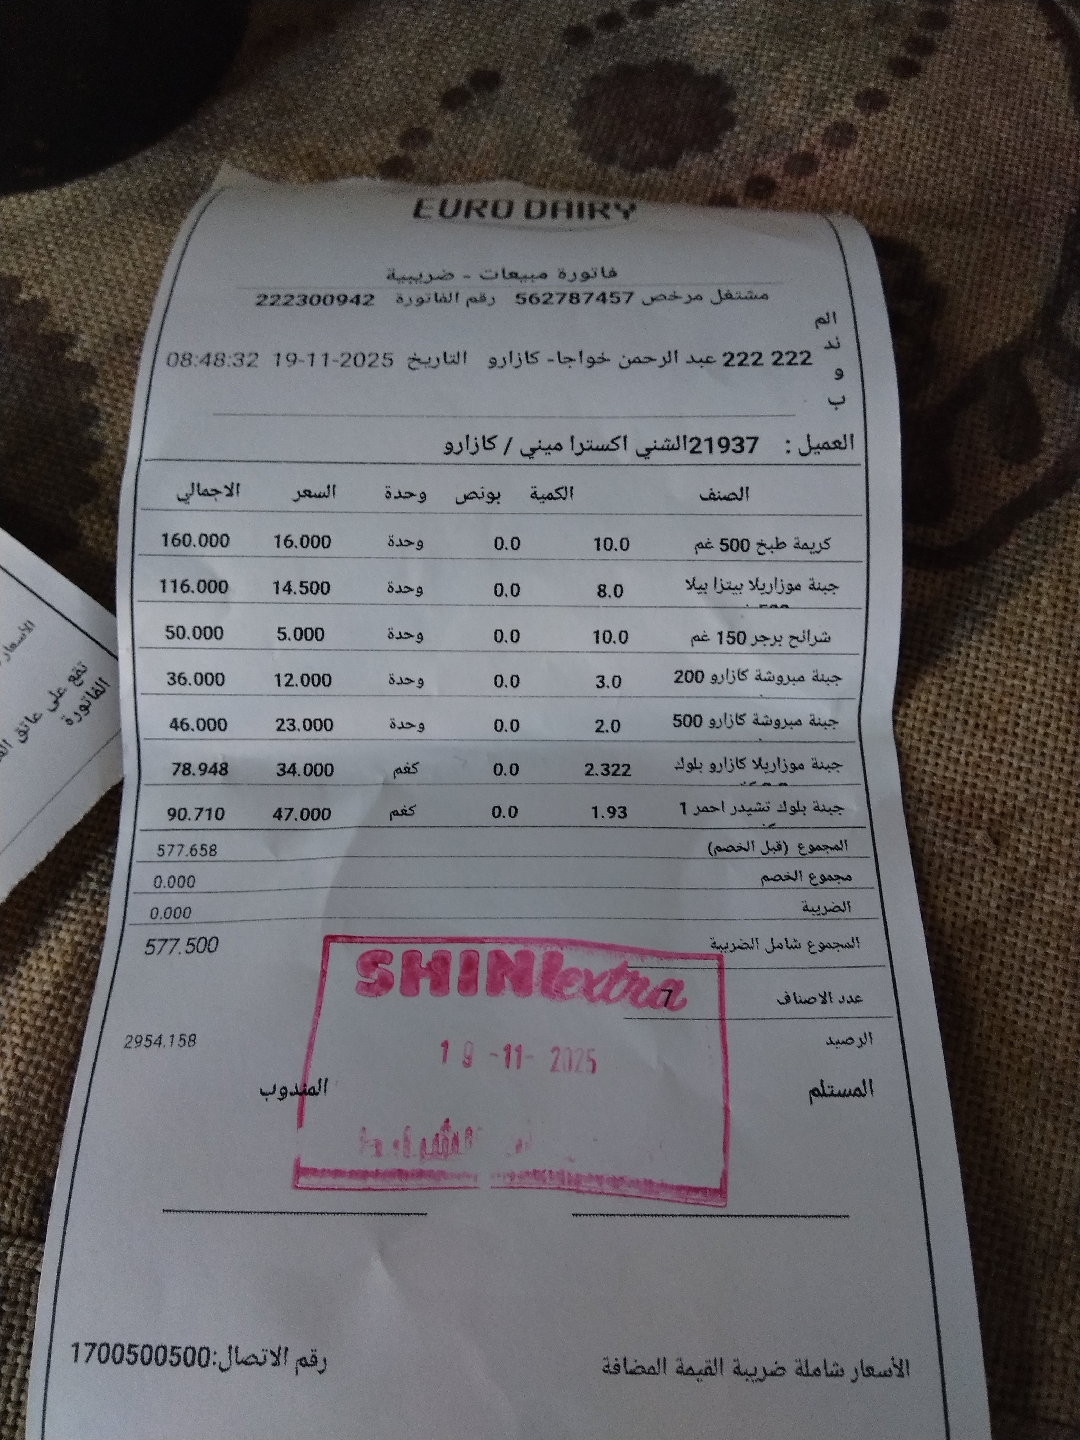 EURO DAIRY
فاتورة مبيعات - ضريبية
مشتغل مرخص 562787457 رقم الفاتورة 222300942
المندوب 222 222 عبد الرحمن خواجا- كازارو التاريخ 19-11-2025 08:48:32
العميل : 21937الشني اكسترا ميني / كازارو
الصنف الكمية بونص وحدة السعر الاجمالي
كريمة طبخ 500 غم 10.0 0.0 وحدة 16.000 160.000
جبنة موزاريلا بيتزا بيلا 8.0 0.0 وحدة 14.500 116.000
شرائح برجر 150 غم 10.0 0.0 وحدة 5.000 50.000
جبنة مبروشة كازارو 200 3.0 0.0 وحدة 12.000 36.000
جبنة مبروشة كازارو 500 2.0 0.0 وحدة 23.000 46.000
جبنة موزاريلا كازارو بلوك 2.322 0.0 كغم 34.000 78.948
جبنة بلوك تشيدر احمر 1 1.93 0.0 كغم 47.000 90.710
المجموع (قبل الخصم) 577.658
مجموع الخصم 0.000
الضريبة 0.000
المجموع شامل الضريبة 577.500
SHINI extra
عدد الاصناف 7
الرصيد 2954.158
19-11-2025
المستلم المندوب
الأسعار شاملة ضريبة القيمة المضافة رقم الاتصال:1700500500
الأسعار
تقع على عاتق
الفاتورة